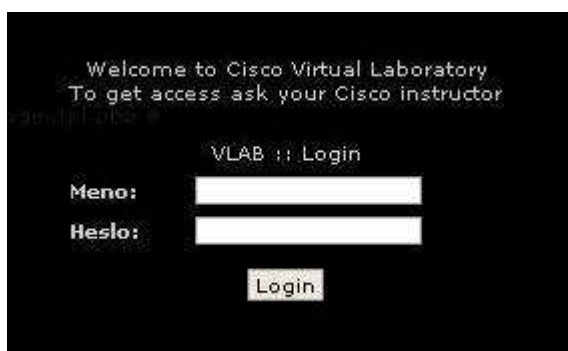 Welcome to Cisco Virtual Laboratory
To get access ask your Cisco instructor
VLAB :: Login
Meno:
Heslo:
Login